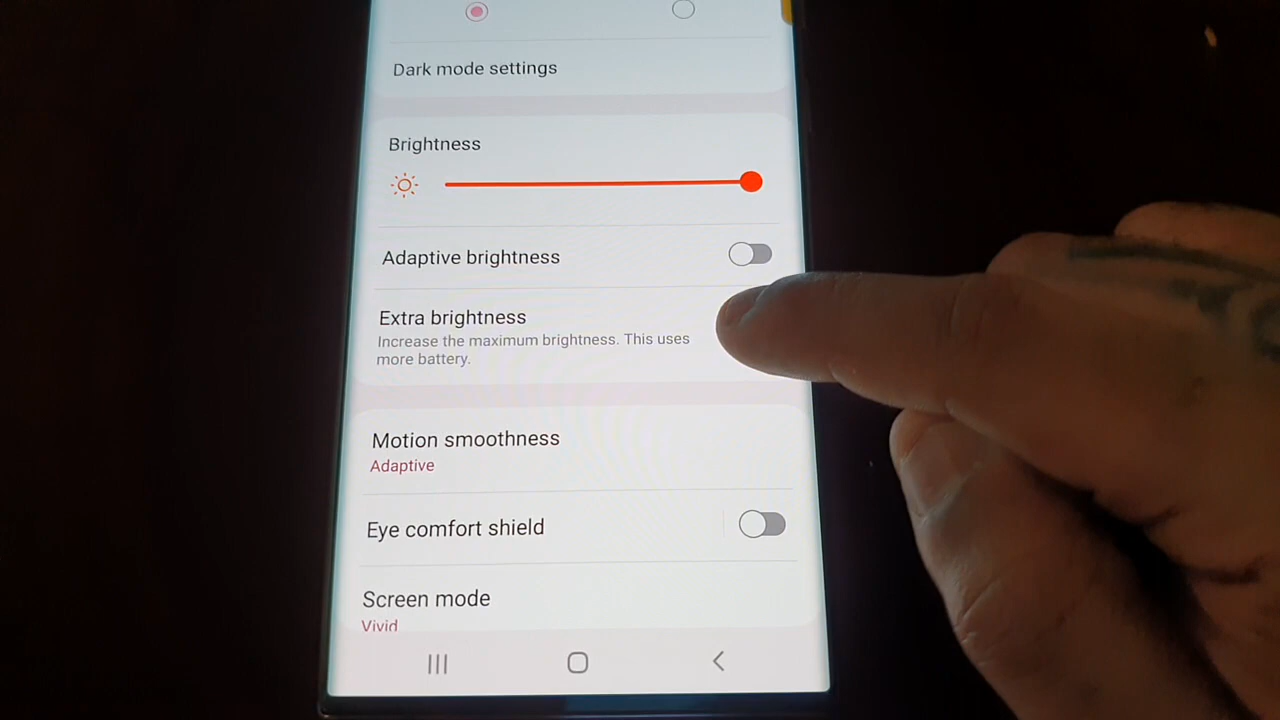 Dark mode settings
Brightness
Adaptive brightness
Extra brightness
Increase the maximum brightness. This uses
more battery.
Motion smoothness
Adaptive
Eye comfort shield
Screen mode
Vivid